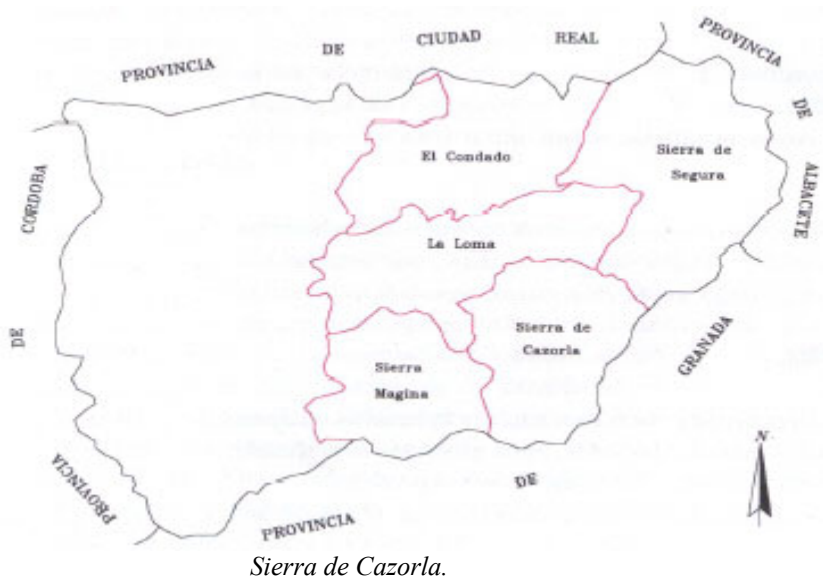 PROVINCIA DE CIUDAD REAL
PROVINCIA DE ALBACETE
PROVINCIA DE CORDOBA
El Condado
Sierra de
Segura
La Loma
Sierra de
Cazorla
Sierra
Magina
PROVINCIA DE GRANADA
N
Sierra de Cazorla.